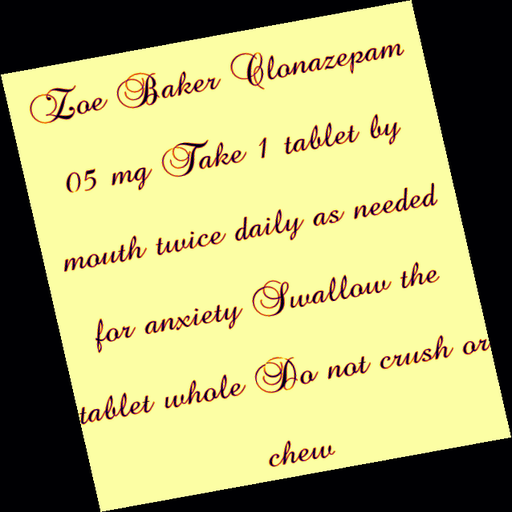 Zoe Baker Clonazepam
05 mg Take 1 tablet by
mouth twice daily as needed
for anxiety Swallow the
tablet whole Do not crush or
chew